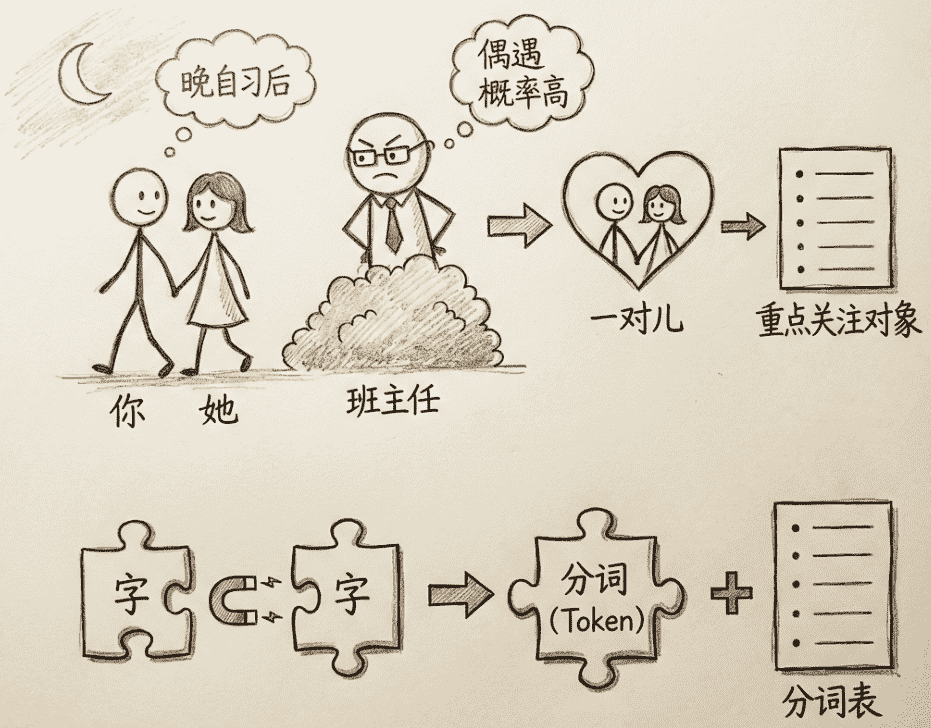 晚自习后
偶遇
概率高
一对儿
重点关注对象
你
她
班主任
字
字
分词
(Token)
分词表